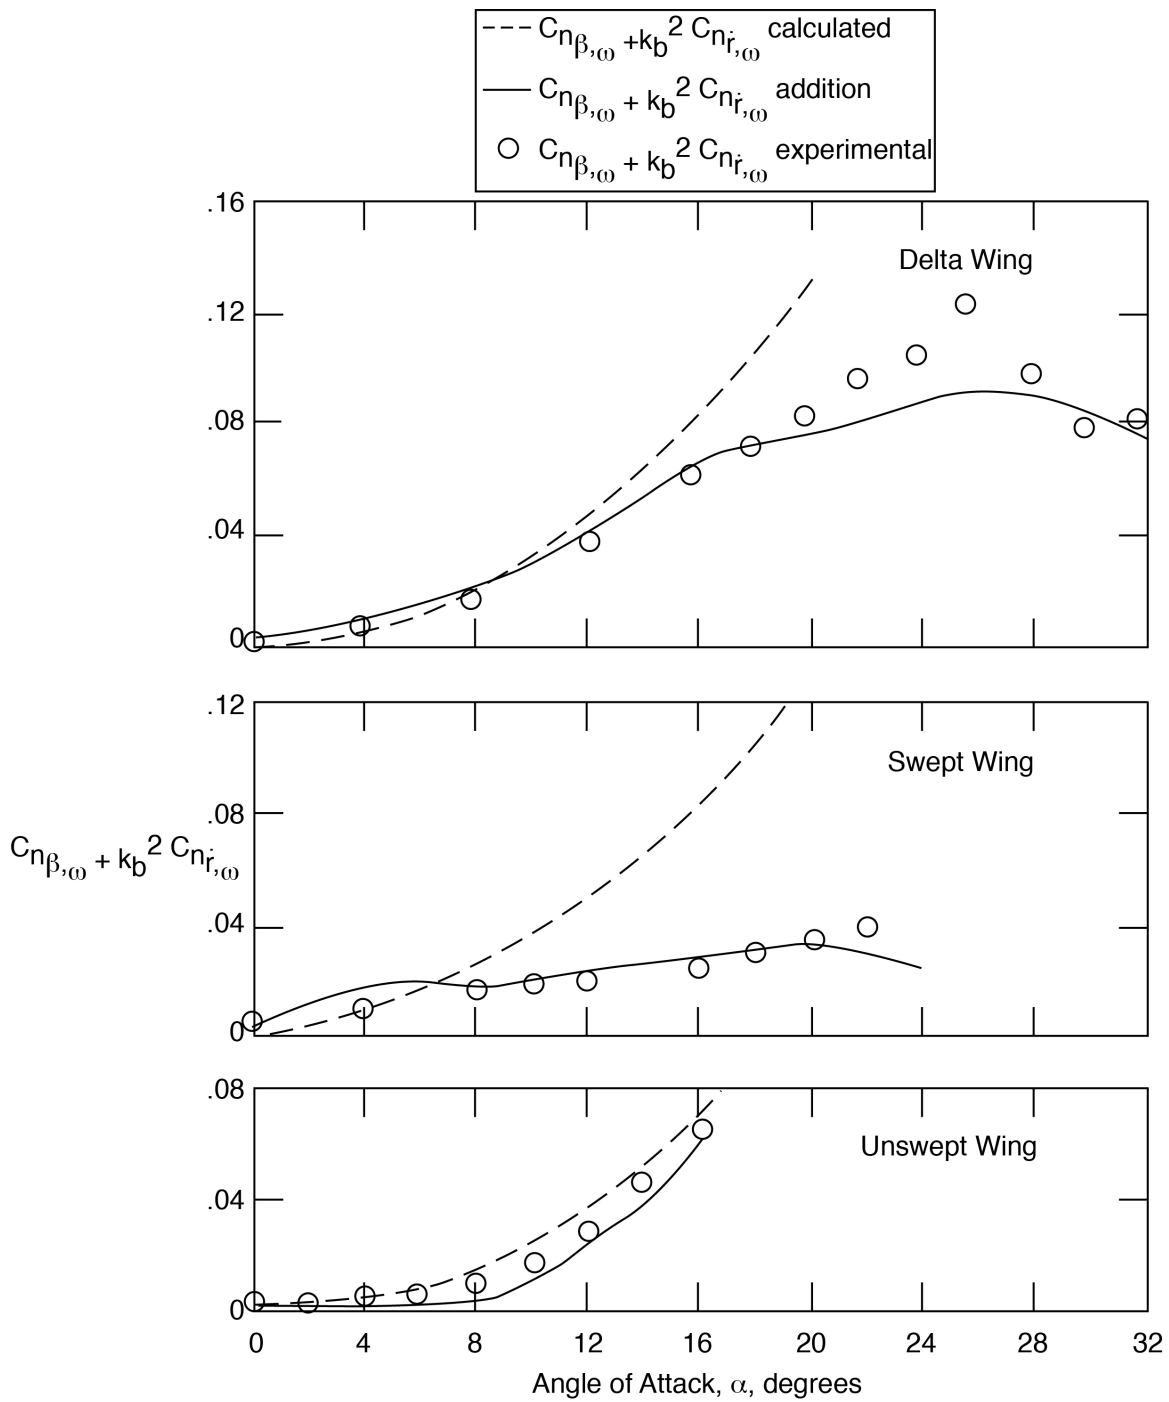 Cnβ,ω +kb2 Cnṙ,ω calculated
Cnβ,ω + kb2 Cnṙ,ω addition
Cnβ,ω + kb2 Cnṙ,ω experimental
.16
Delta Wing
.12
.08
.04
0
.12
Swept Wing
.08
Cnβ,ω + kb2 Cnṙ,ω
.04
0
.08
Unswept Wing
.04
0
0 4 8 12 16 20 24 28 32
Angle of Attack, α, degrees